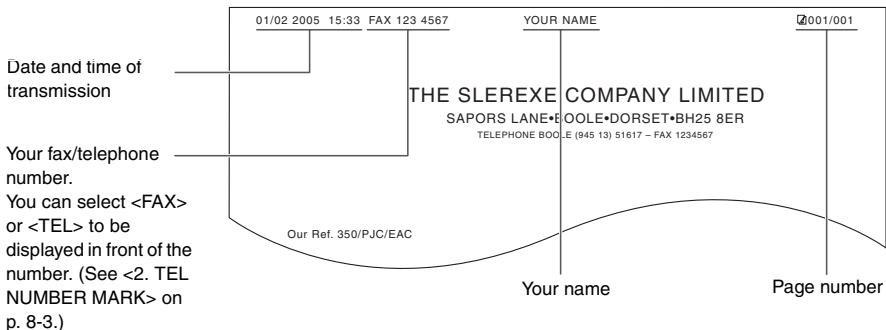 01/02 2005 15:33 FAX 123 4567 YOUR NAME 001/001
Date and time of
transmission
THE SLEREXE COMPANY LIMITED
SAPORS LANE•BOOLE•DORSET•BH25 8ER
TELEPHONE BOOLE (945 13) 51617 – FAX 1234567
Your fax/telephone
number.
You can select <FAX>
or <TEL> to be
displayed in front of the
number. (See <2. TEL
NUMBER MARK> on
p. 8-3.)
Our Ref. 350/PJC/EAC
Your name
Page number